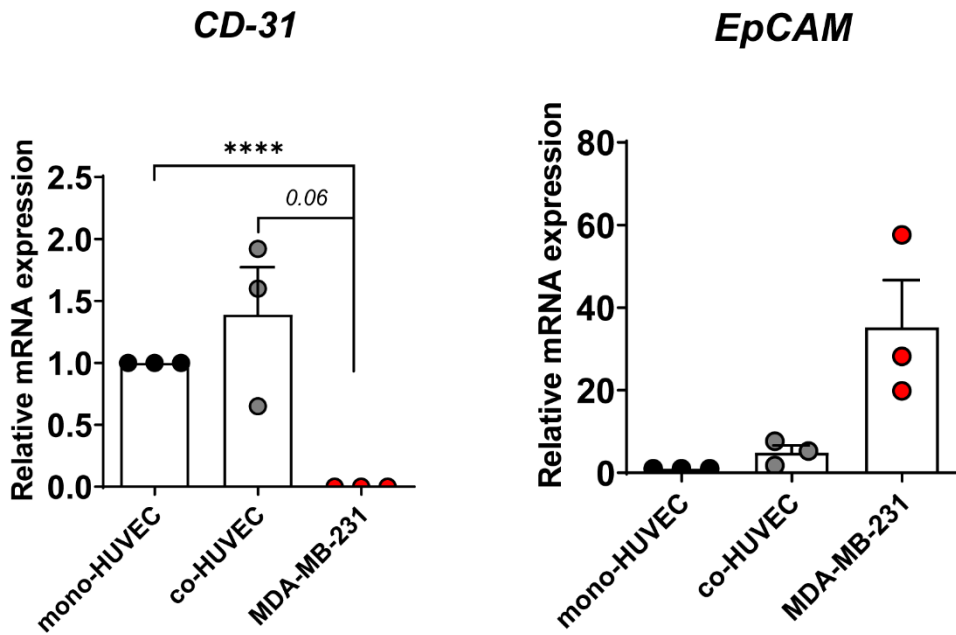 CD-31
Relative mRNA expression
2.5
2.0
1.5
1.0
0.5
0.0
****
0.06
mono-HUVEC
co-HUVEC
MDA-MB-231
EpCAM
Relative mRNA expression
80
60
40
20
0
mono-HUVEC
co-HUVEC
MDA-MB-231